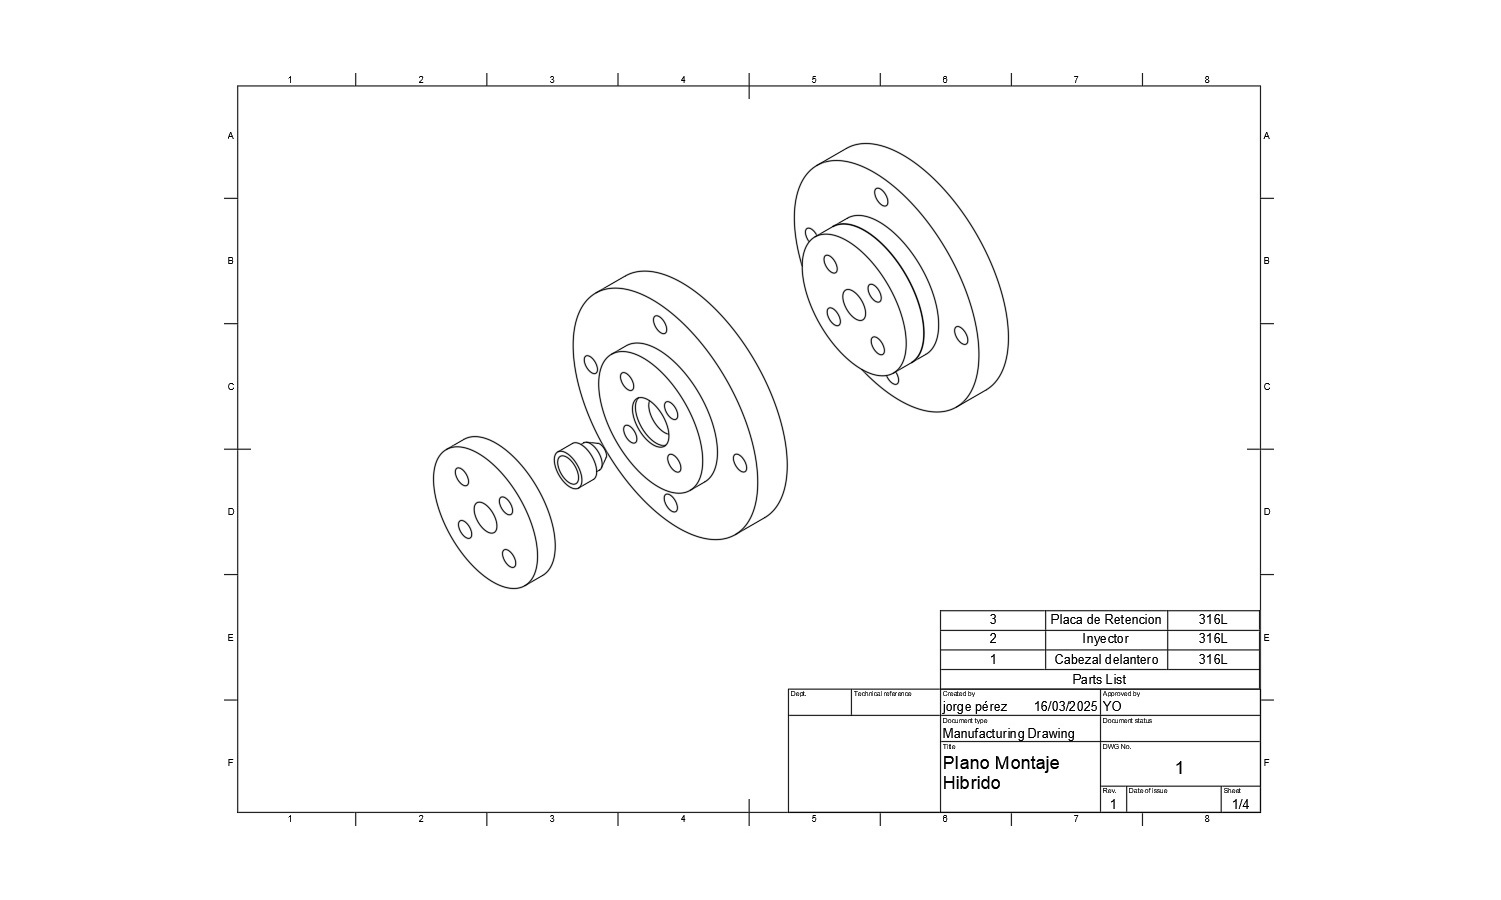 1 2 3 4 5 6 7 8
A A
B B
C C
D D
E E
F F
3 Placa de Retencion 316L
2 Inyector 316L
1 Cabezal delantero 316L
Parts List
Dept. Technical reference Created by Approved by
jorge pérez 16/03/2025 YO
Document type Document status
Manufacturing Drawing
Title DWG No.
Plano Montaje
Hibrido
1
Rev. Date of issue Sheet
1 1/4
1 2 3 4 5 6 7 8